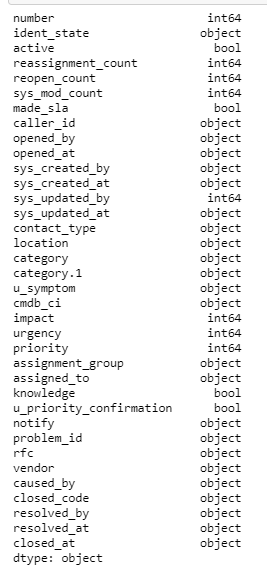 number int64
ident_state object
active bool
reassignment_count int64
reopen_count int64
sys_mod_count int64
made_sla bool
caller_id object
opened_by object
opened_at object
sys_created_by object
sys_created_at object
sys_updated_by int64
sys_updated_at object
contact_type object
location object
category object
category.1 object
u_symptom object
cmdb_ci object
impact int64
urgency int64
priority int64
assignment_group object
assigned_to object
knowledge bool
u_priority_confirmation bool
notify object
problem_id object
rfc object
vendor object
caused_by object
closed_code object
resolved_by object
resolved_at object
closed_at object
dtype: object